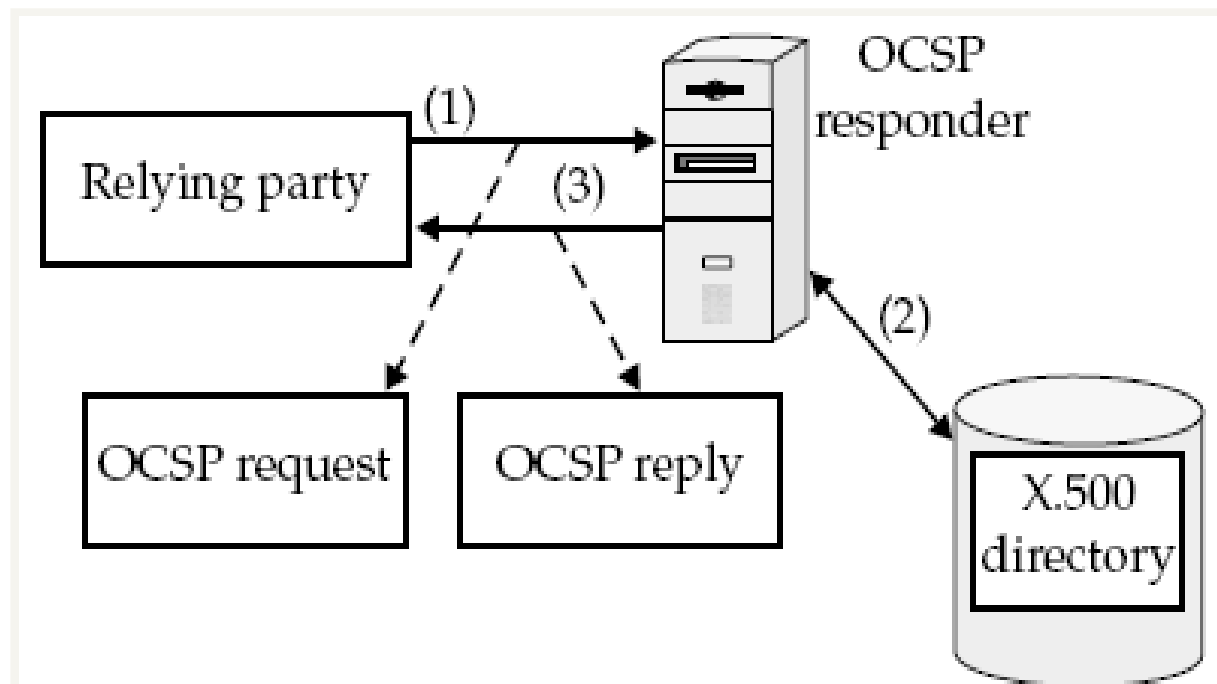 OCSP
responder
(1)
Relying party
(3)
(2)
OCSP request
OCSP reply
X.500
directory